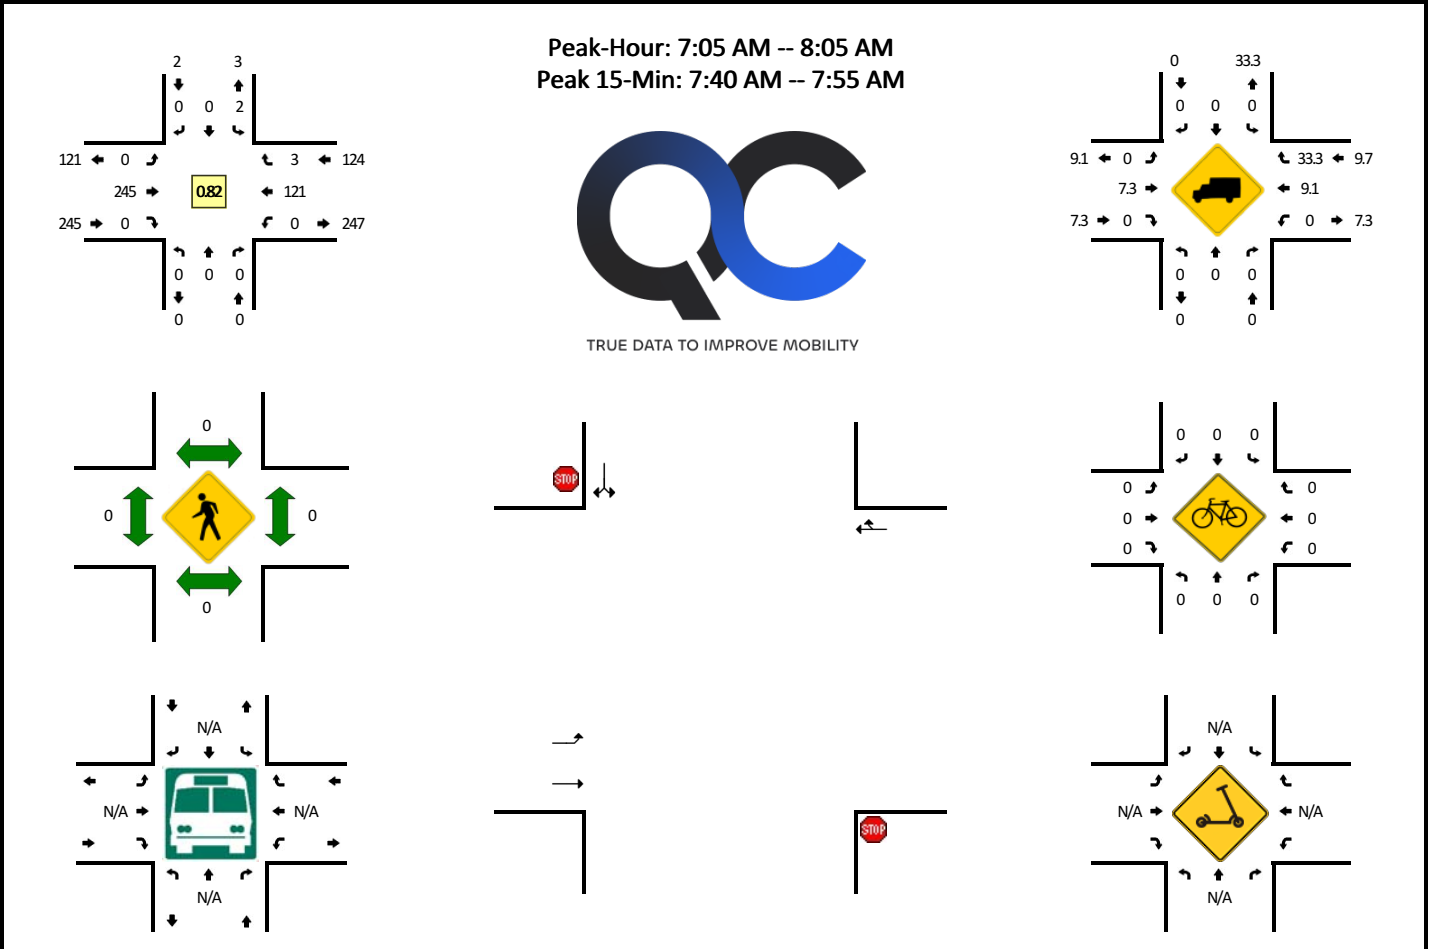 Peak-Hour: 7:05 AM -- 8:05 AM
Peak 15-Min: 7:40 AM -- 7:55 AM
2 3
0 0 2
121 0 3 124
245 0.82 121
245 0 0 247
0 0 0
0 0
TRUE DATA TO IMPROVE MOBILITY
0 33.3
0 0 0
9.1 0 33.3 9.7
7.3 9.1
7.3 0 0 7.3
0 0 0
0 0
0
0 0
0
STOP
STOP
0 0 0
0 0
0 0
0 0
0 0 0
N/A
N/A N/A
N/A
N/A
N/A N/A
N/A